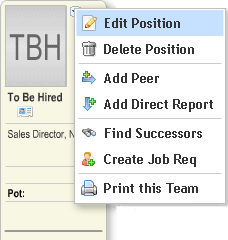 TBH
To Be Hired
Sales Director, N
Pot:
Edit Position
Delete Position
Add Peer
Add Direct Report
Find Successors
Create Job Req
Print this Team